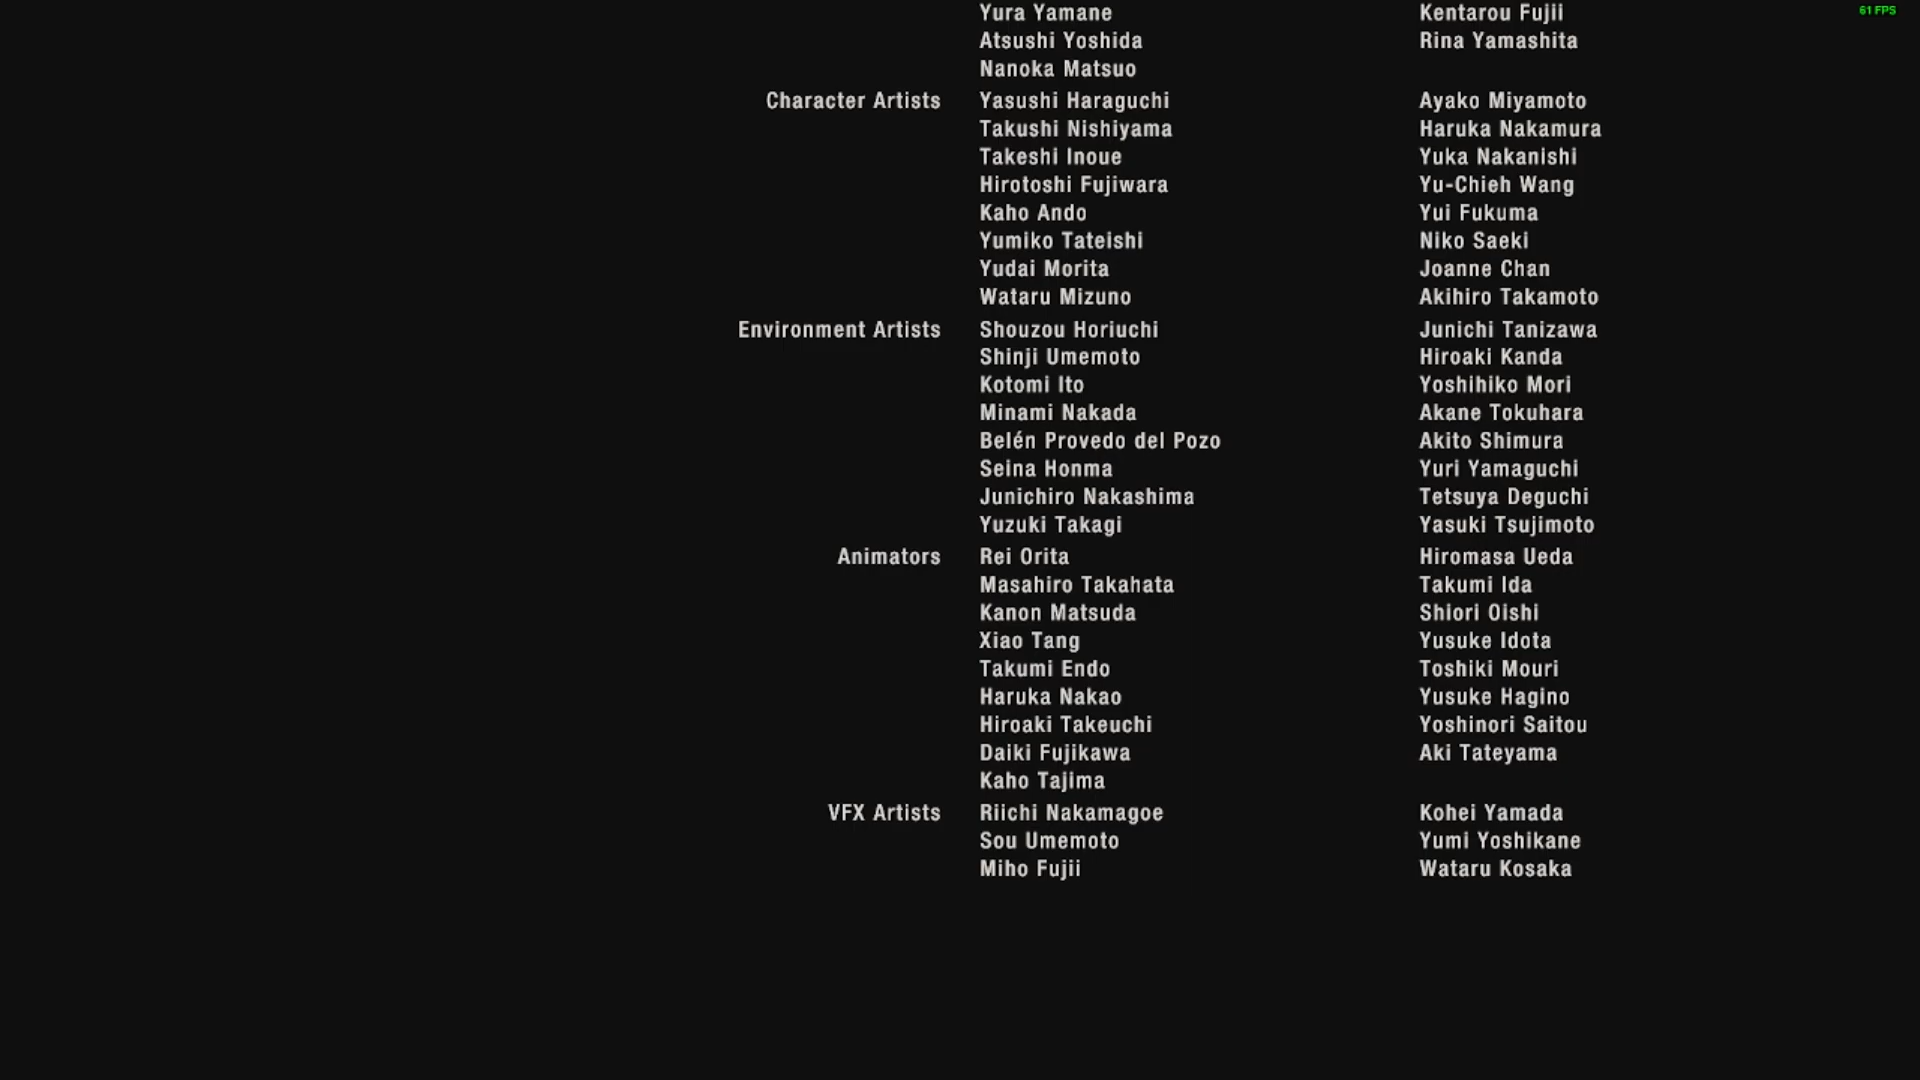 Yura Yamane Kentarou Fujii 61 FPS
Atsushi Yoshida Rina Yamashita
Nanoka Matsuo
Character Artists Yasushi Haraguchi Ayako Miyamoto
Takushi Nishiyama Haruka Nakamura
Takeshi Inoue Yuka Nakanishi
Hirotoshi Fujiwara Yu-Chieh Wang
Kaho Ando Yui Fukuma
Yumiko Tateishi Niko Saeki
Yudai Morita Joanne Chan
Wataru Mizuno Akihiro Takamoto
Environment Artists Shouzou Horiuchi Junichi Tanizawa
Shinji Umemoto Hiroaki Kanda
Kotomi Ito Yoshihiko Mori
Minami Nakada Akane Tokuhara
Belén Provedo del Pozo Akito Shimura
Seina Honma Yuri Yamaguchi
Junichiro Nakashima Tetsuya Deguchi
Yuzuki Takagi Yasuki Tsujimoto
Animators Rei Orita Hiromasa Ueda
Masahiro Takahata Takumi Ida
Kanon Matsuda Shiori Oishi
Xiao Tang Yusuke Idota
Takumi Endo Toshiki Mouri
Haruka Nakao Yusuke Hagino
Hiroaki Takeuchi Yoshinori Saitou
Daiki Fujikawa Aki Tateyama
Kaho Tajima
VFX Artists Riichi Nakamagoe Kohei Yamada
Sou Umemoto Yumi Yoshikane
Miho Fujii Wataru Kosaka